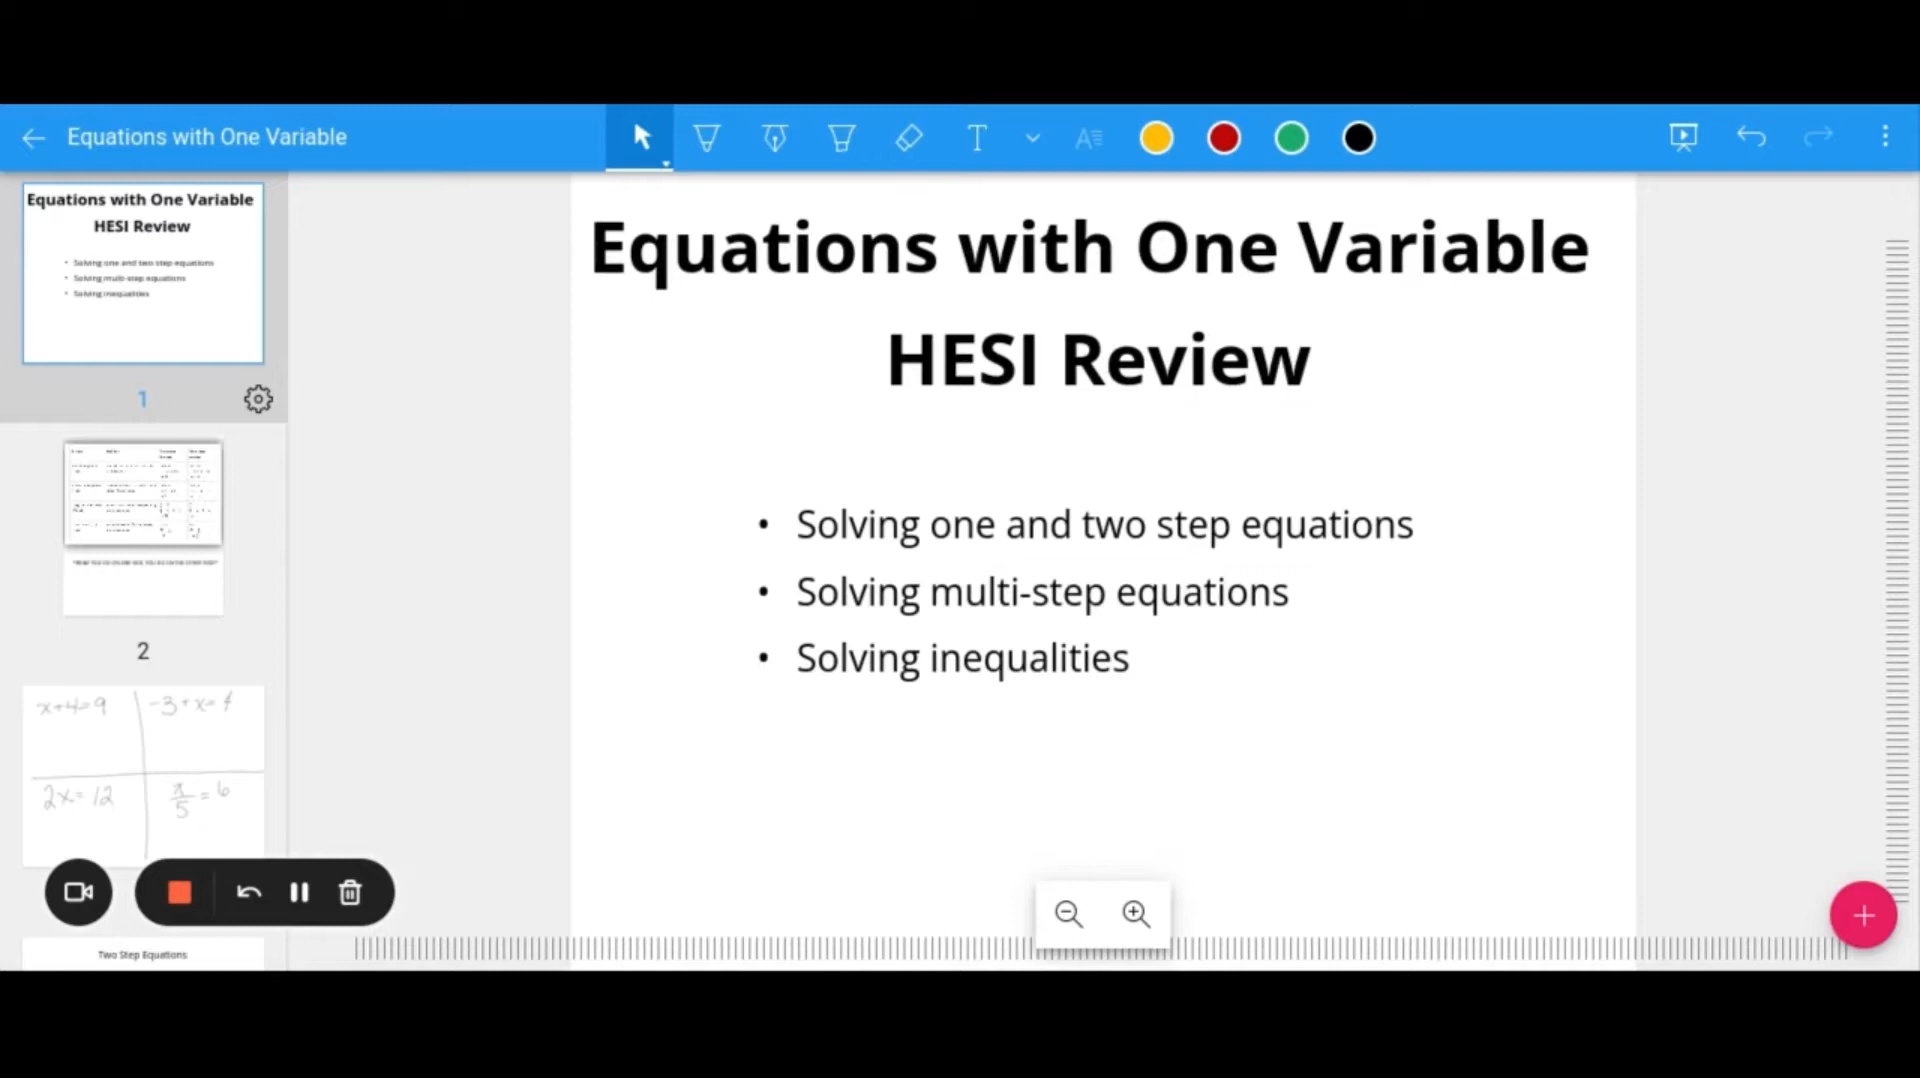 Equations with One Variable
T
A
Equations with One Variable
HESI Review
• Solving one and two step equations
• Solving multi-step equations
• Solving inequalities
1
2
x+4=9
2x=12
x/5=6
Two Step Equations
Equations with One Variable
HESI Review
• Solving one and two step equations
• Solving multi-step equations
• Solving inequalities